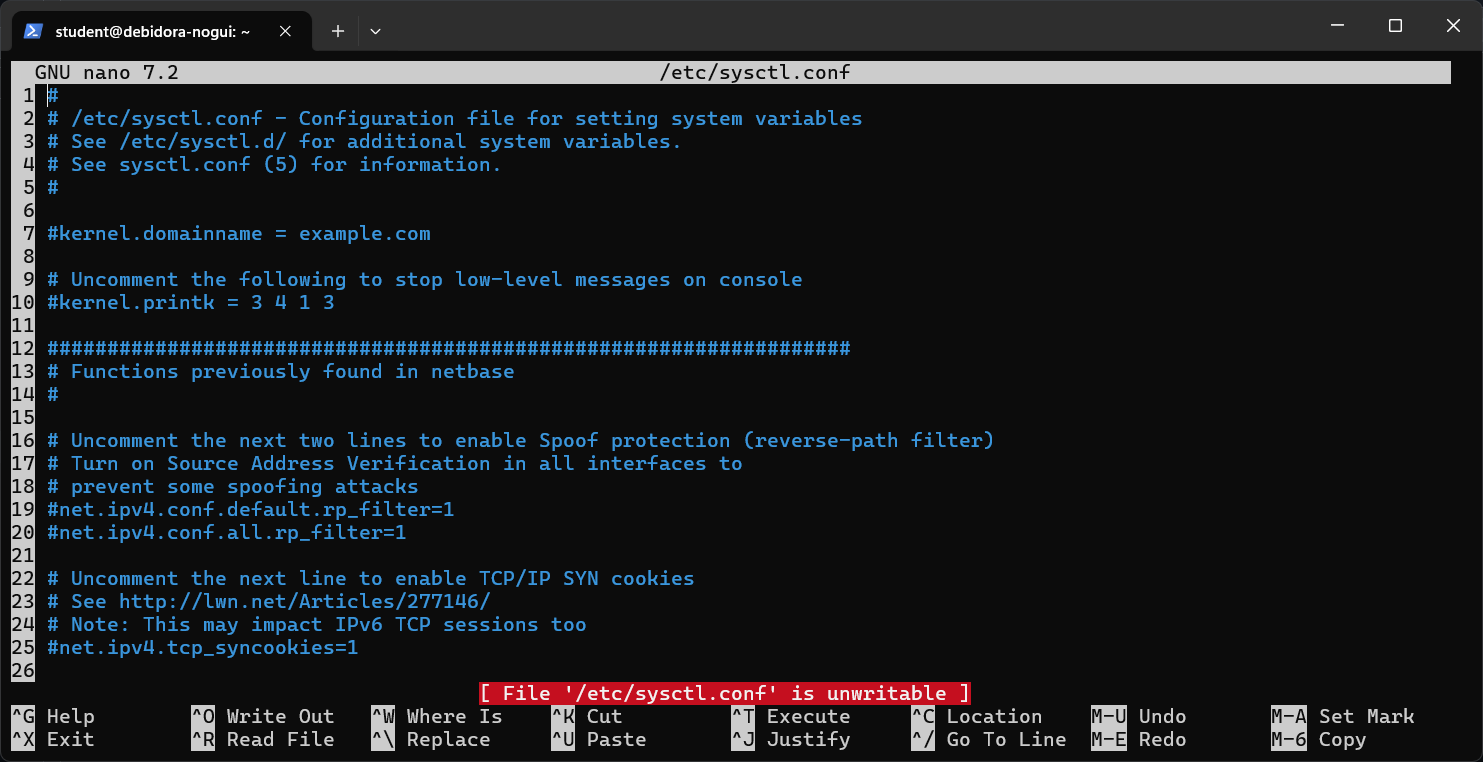 student@debidora-nogui: ~
GNU nano 7.2 /etc/sysctl.conf
1 #
2 # /etc/sysctl.conf - Configuration file for setting system variables
3 # See /etc/sysctl.d/ for additional system variables.
4 # See sysctl.conf (5) for information.
5 #
6
7 #kernel.domainname = example.com
8
9 # Uncomment the following to stop low-level messages on console
10 #kernel.printk = 3 4 1 3
11
12 ###################################################################
13 # Functions previously found in netbase
14 #
15
16 # Uncomment the next two lines to enable Spoof protection (reverse-path filter)
17 # Turn on Source Address Verification in all interfaces to
18 # prevent some spoofing attacks
19 #net.ipv4.conf.default.rp_filter=1
20 #net.ipv4.conf.all.rp_filter=1
21
22 # Uncomment the next line to enable TCP/IP SYN cookies
23 # See http://lwn.net/Articles/277146/
24 # Note: This may impact IPv6 TCP sessions too
25 #net.ipv4.tcp_syncookies=1
26
[ File '/etc/sysctl.conf' is unwritable ]
^G Help ^O Write Out ^W Where Is ^K Cut ^T Execute ^C Location M-U Undo M-A Set Mark
^X Exit ^R Read File ^\ Replace ^U Paste ^J Justify ^/ Go To Line M-E Redo M-6 Copy